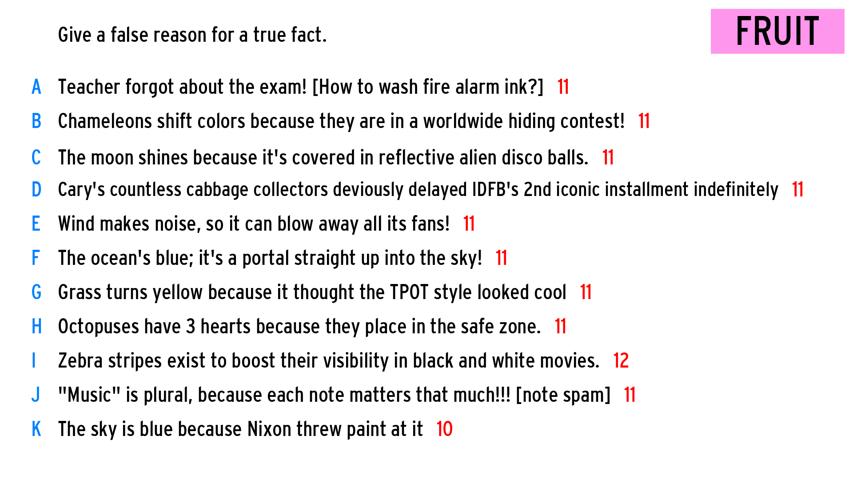 Give a false reason for a true fact.
FRUIT
A Teacher forgot about the exam! [How to wash fire alarm ink?] 11
B Chameleons shift colors because they are in a worldwide hiding contest! 11
C The moon shines because it's covered in reflective alien disco balls. 11
D Cary's countless cabbage collectors deviously delayed IDFB's 2nd iconic installment indefinitely 11
E Wind makes noise, so it can blow away all its fans! 11
F The ocean's blue; it's a portal straight up into the sky! 11
G Grass turns yellow because it thought the TPOT style looked cool 11
H Octopuses have 3 hearts because they place in the safe zone. 11
I Zebra stripes exist to boost their visibility in black and white movies. 12
J "Music" is plural, because each note matters that much!!! [note spam] 11
K The sky is blue because Nixon threw paint at it 10